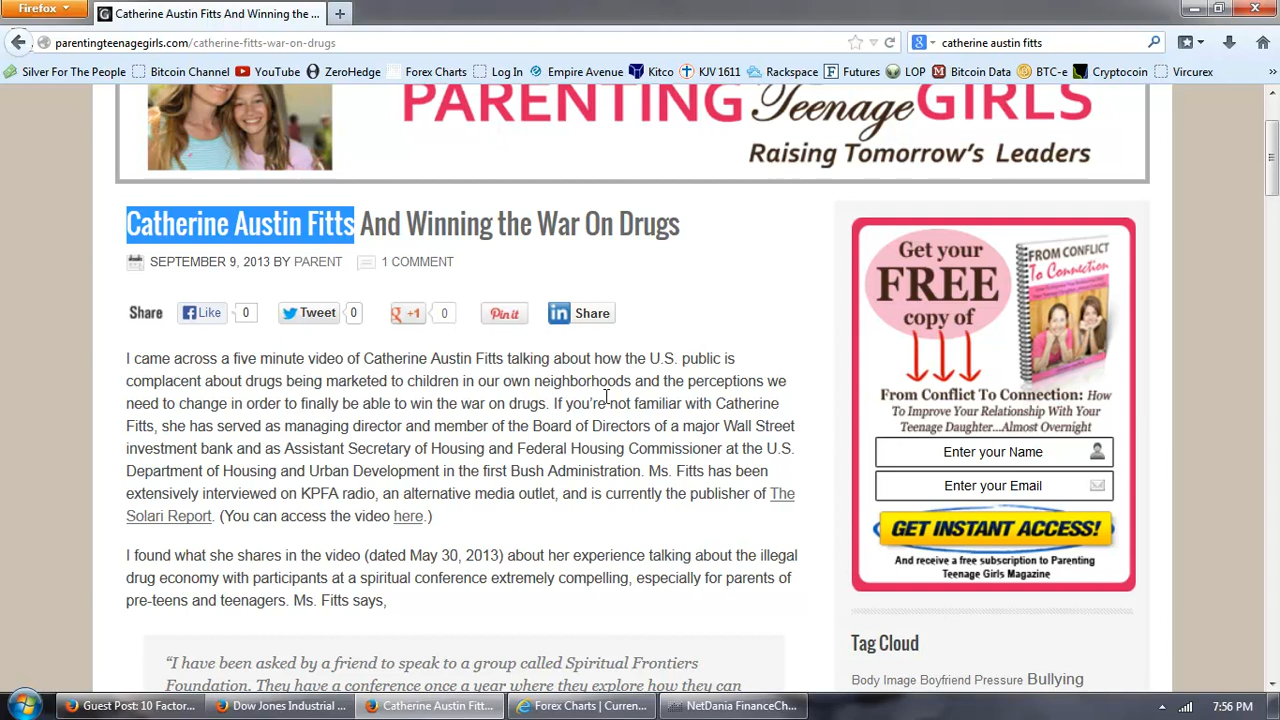 Firefox
Catherine Austin Fitts And Winning the ...
parentingteenagegirls.com/catherine-fitts-war-on-drugs
catherine austin fitts
Silver For The People Bitcoin Channel YouTube ZeroHedge Forex Charts Log In Empire Avenue Kitco KJV 1611 Rackspace Futures LOP Bitcoin Data BTC-e Cryptocoin Vircurex »
PARENTING Teenage GIRLS
Raising Tomorrow's Leaders
Catherine Austin Fitts And Winning the War On Drugs
SEPTEMBER 9, 2013 BY PARENT 1 COMMENT
Share Like 0 Tweet 0 +1 0 Pin it Share
I came across a five minute video of Catherine Austin Fitts talking about how the U.S. public is
complacent about drugs being marketed to children in our own neighborhoods and the perceptions we
need to change in order to finally be able to win the war on drugs. If you're not familiar with Catherine
Fitts, she has served as managing director and member of the Board of Directors of a major Wall Street
investment bank and as Assistant Secretary of Housing and Federal Housing Commissioner at the U.S.
Department of Housing and Urban Development in the first Bush Administration. Ms. Fitts has been
extensively interviewed on KPFA radio, an alternative media outlet, and is currently the publisher of The
Solari Report. (You can access the video here.)
I found what she shares in the video (dated May 30, 2013) about her experience talking about the illegal
drug economy with participants at a spiritual conference extremely compelling, especially for parents of
pre-teens and teenagers. Ms. Fitts says,
“I have been asked by a friend to speak to a group called Spiritual Frontiers
Foundation. They have a conference once a year where they explore how they can
Get your
FREE
copy of
FROM CONFLICT
To Connection:
From Conflict To Connection: How
To Improve Your Relationship With Your
Teenage Daughter...Almost Overnight
Enter your Name
Enter your Email
GET INSTANT ACCESS!
And receive a free subscription to Parenting
Teenage Girls Magazine
Tag Cloud
Body Image Boyfriend Pressure Bullying
Guest Post: 10 Factor... Dow Jones Industrial ... Catherine Austin Fitt... Forex Charts | Curren... NetDania FinanceCh... 7:56 PM